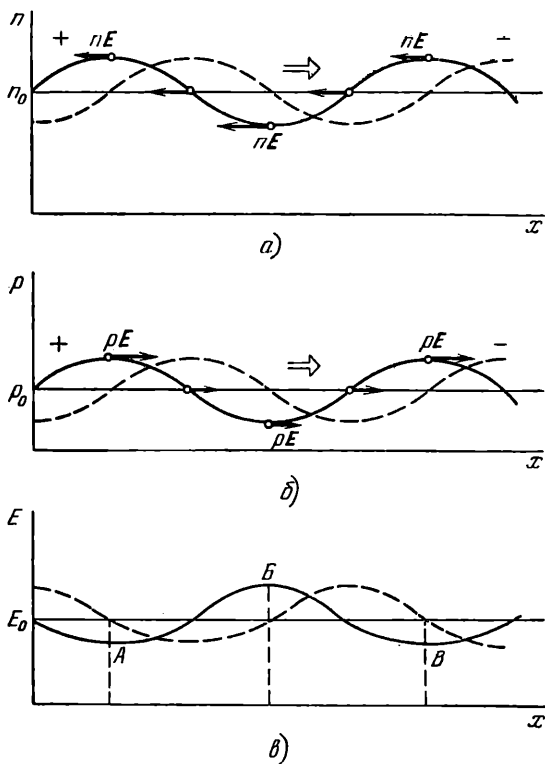 n
+ nE ⇒ nE −
n₀
nE
x
а)
p
+ pE ⇒ pE −
p₀
pE
x
б)
E
Б
E₀
А В
x
в)